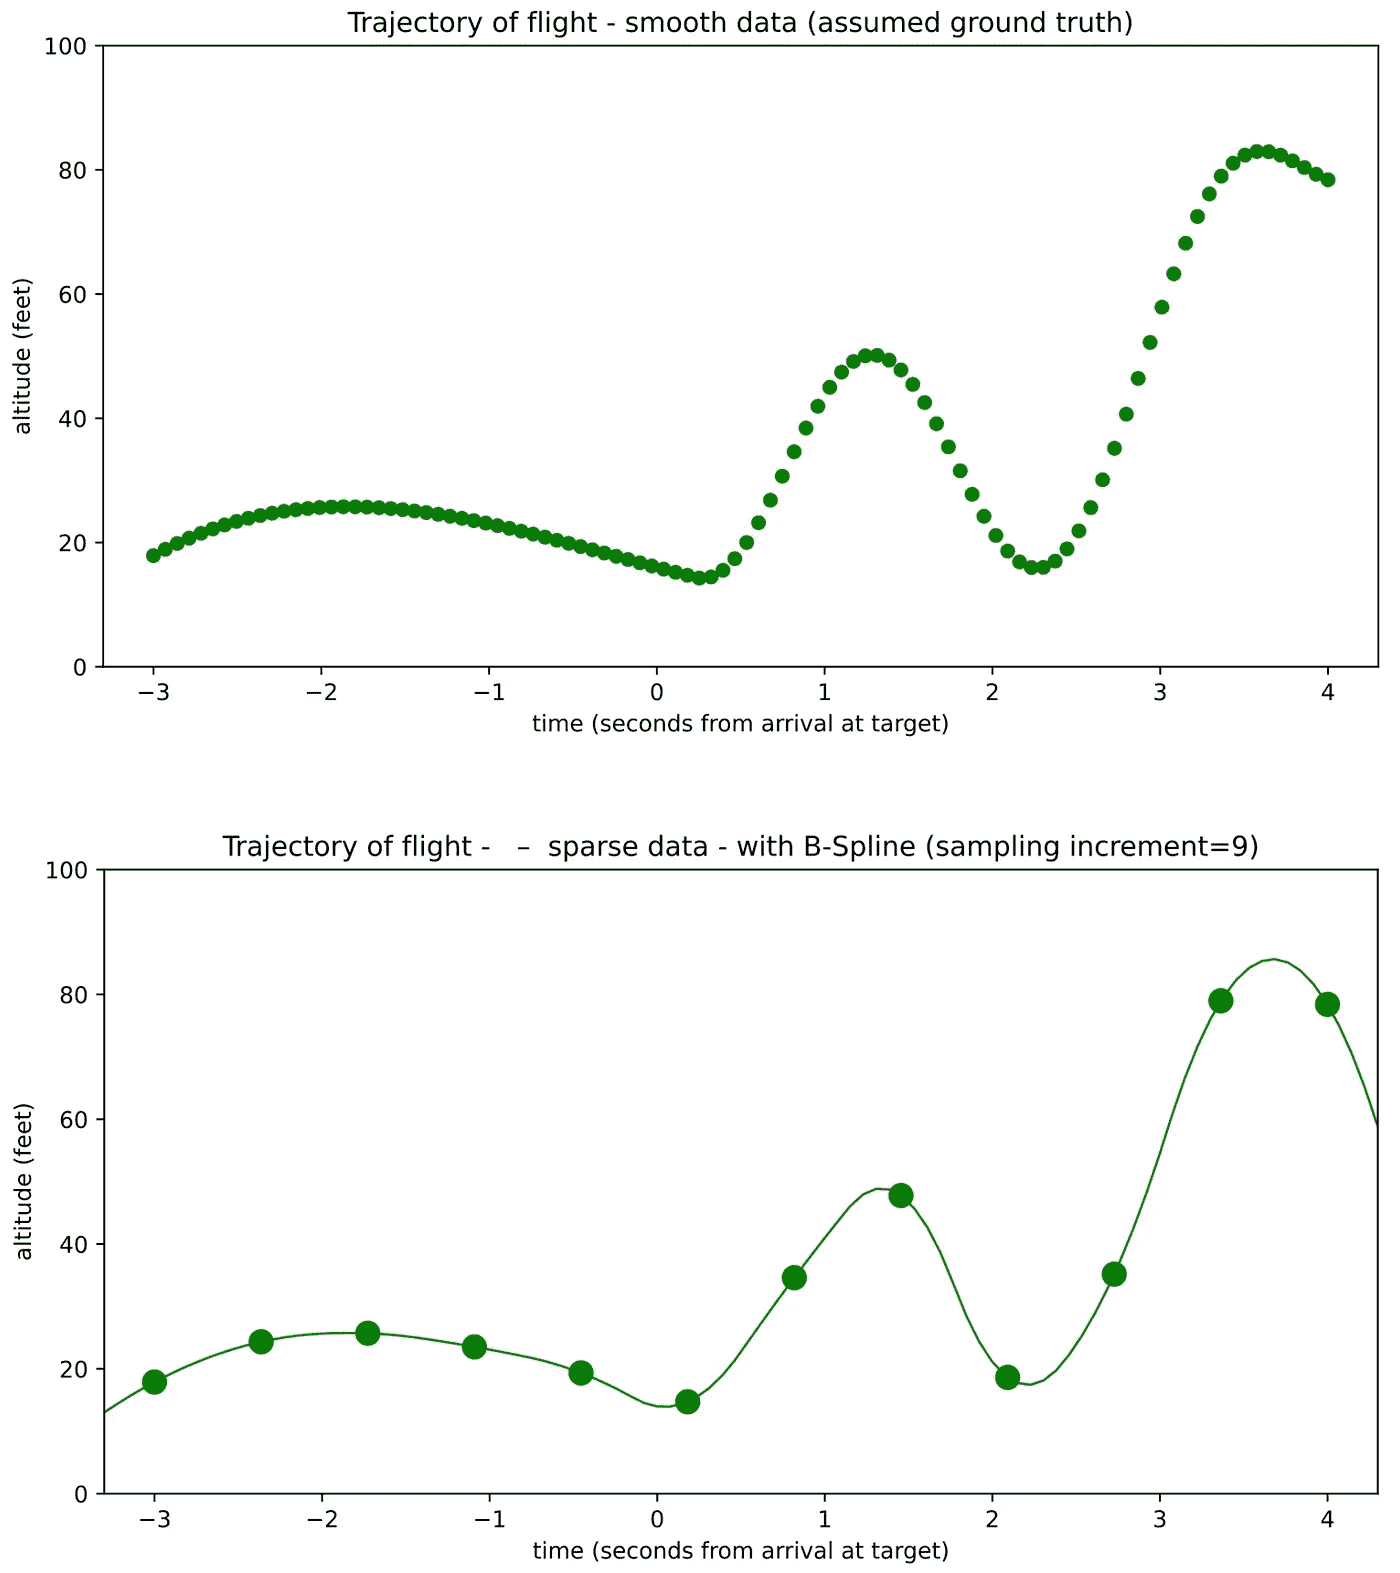 Trajectory of flight - smooth data (assumed ground truth)
100
80
60
40
20
0
altitude (feet)
−3 −2 −1 0 1 2 3 4
time (seconds from arrival at target)
Trajectory of flight -   –  sparse data - with B-Spline (sampling increment=9)
100
80
60
40
20
0
altitude (feet)
−3 −2 −1 0 1 2 3 4
time (seconds from arrival at target)